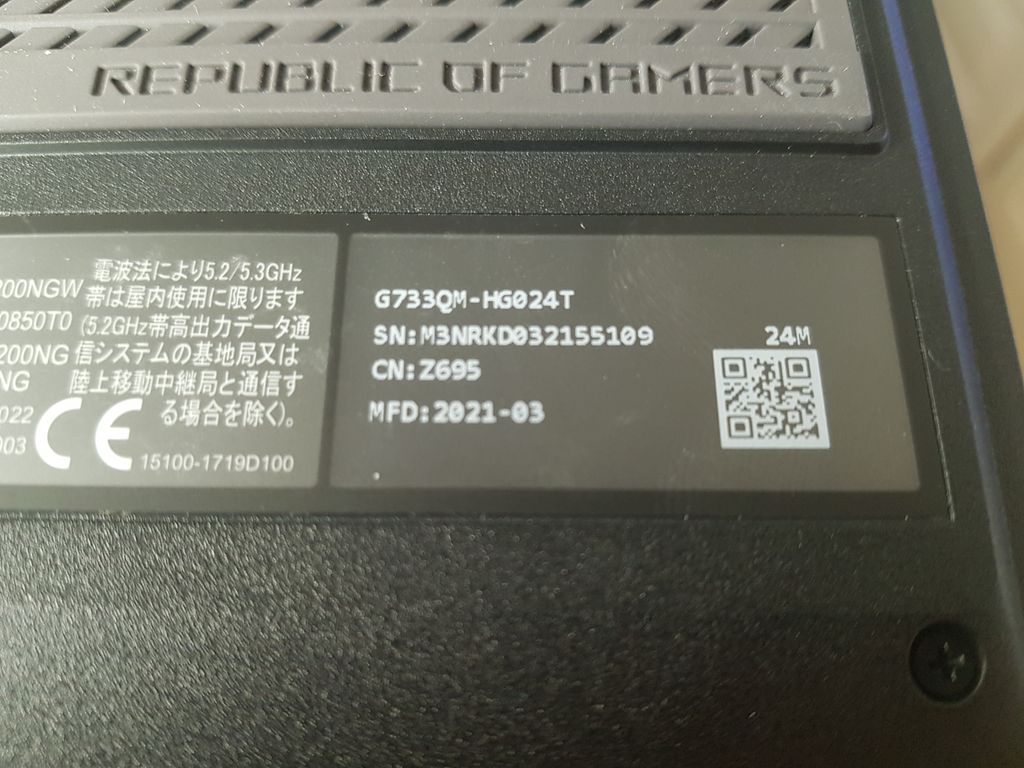 REPUBLIC OF GAMERS
200NGW
電波法により5.2/5.3GHz
帯は屋内使用に限ります
0850T0
(5.2GHz帯高出力データ通
200NG
信システムの基地局又は
NG
陸上移動中継局と通信す
る場合を除く)。
022
003
CE
15100-1719D100
G733QM-HG024T
SN:M3NRKD032155109
24M
CN:Z695
MFD:2021-03